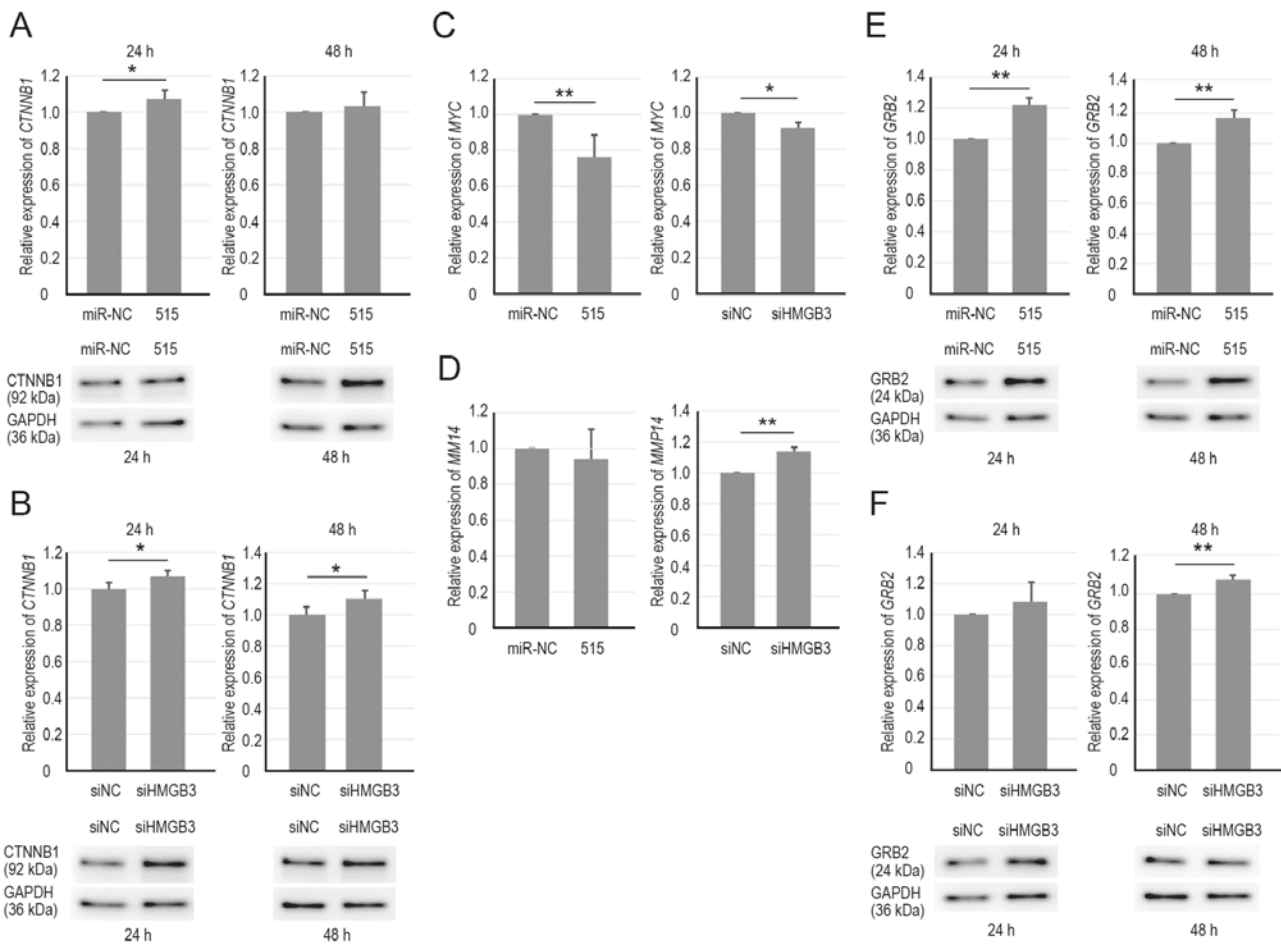 A
24 h
48 h
*
Relative expression of CTNNB1
1.2
1.0
0.8
0.6
0.4
0.2
0
miR-NC 515
Relative expression of CTNNB1
1.2
1.0
0.8
0.6
0.4
0.2
0
miR-NC 515
miR-NC 515
miR-NC 515
CTNNB1
(92 kDa)
GAPDH
(36 kDa)
24 h
48 h
B
24 h
48 h
*
Relative expression of CTNNB1
1.2
1.0
0.8
0.6
0.4
0.2
0
siNC siHMGB3
*
Relative expression of CTNNB1
1.4
1.2
1.0
0.8
0.6
0.4
0.2
0
siNC siHMGB3
siNC siHMGB3
siNC siHMGB3
CTNNB1
(92 kDa)
GAPDH
(36 kDa)
24 h
48 h
C
**
Relative expression of MYC
1.2
1.0
0.8
0.6
0.4
0.2
0
miR-NC 515
*
Relative expression of MYC
1.2
1.0
0.8
0.6
0.4
0.2
0
siNC siHMGB3
D
Relative expression of MM14
1.2
1.0
0.8
0.6
0.4
0.2
0
miR-NC 515
**
Relative expression of MMP14
1.4
1.2
1.0
0.8
0.6
0.4
1.2
0
siNC siHMGB3
E
24 h
48 h
**
Relative expression of GRB2
1.4
1.2
1.0
0.8
0.6
0.4
0.2
0
miR-NC 515
**
Relative expression of GRB2
1.4
1.2
1.0
0.8
0.6
0.4
1.2
0
miR-NC 515
miR-NC 515
miR-NC 515
GRB2
(24 kDa)
GAPDH
(36 kDa)
24 h
48 h
F
24 h
48 h
Relative expression of GRB2
1.4
1.2
1.0
0.8
0.6
0.4
0.2
0
siNC siHMGB3
**
Relative expression of GRB2
1.2
1.0
0.8
0.6
0.4
1.2
0
siNC siHMGB3
siNC siHMGB3
siNC siHMGB3
GRB2
(24 kDa)
GAPDH
(36 kDa)
24 h
48 h